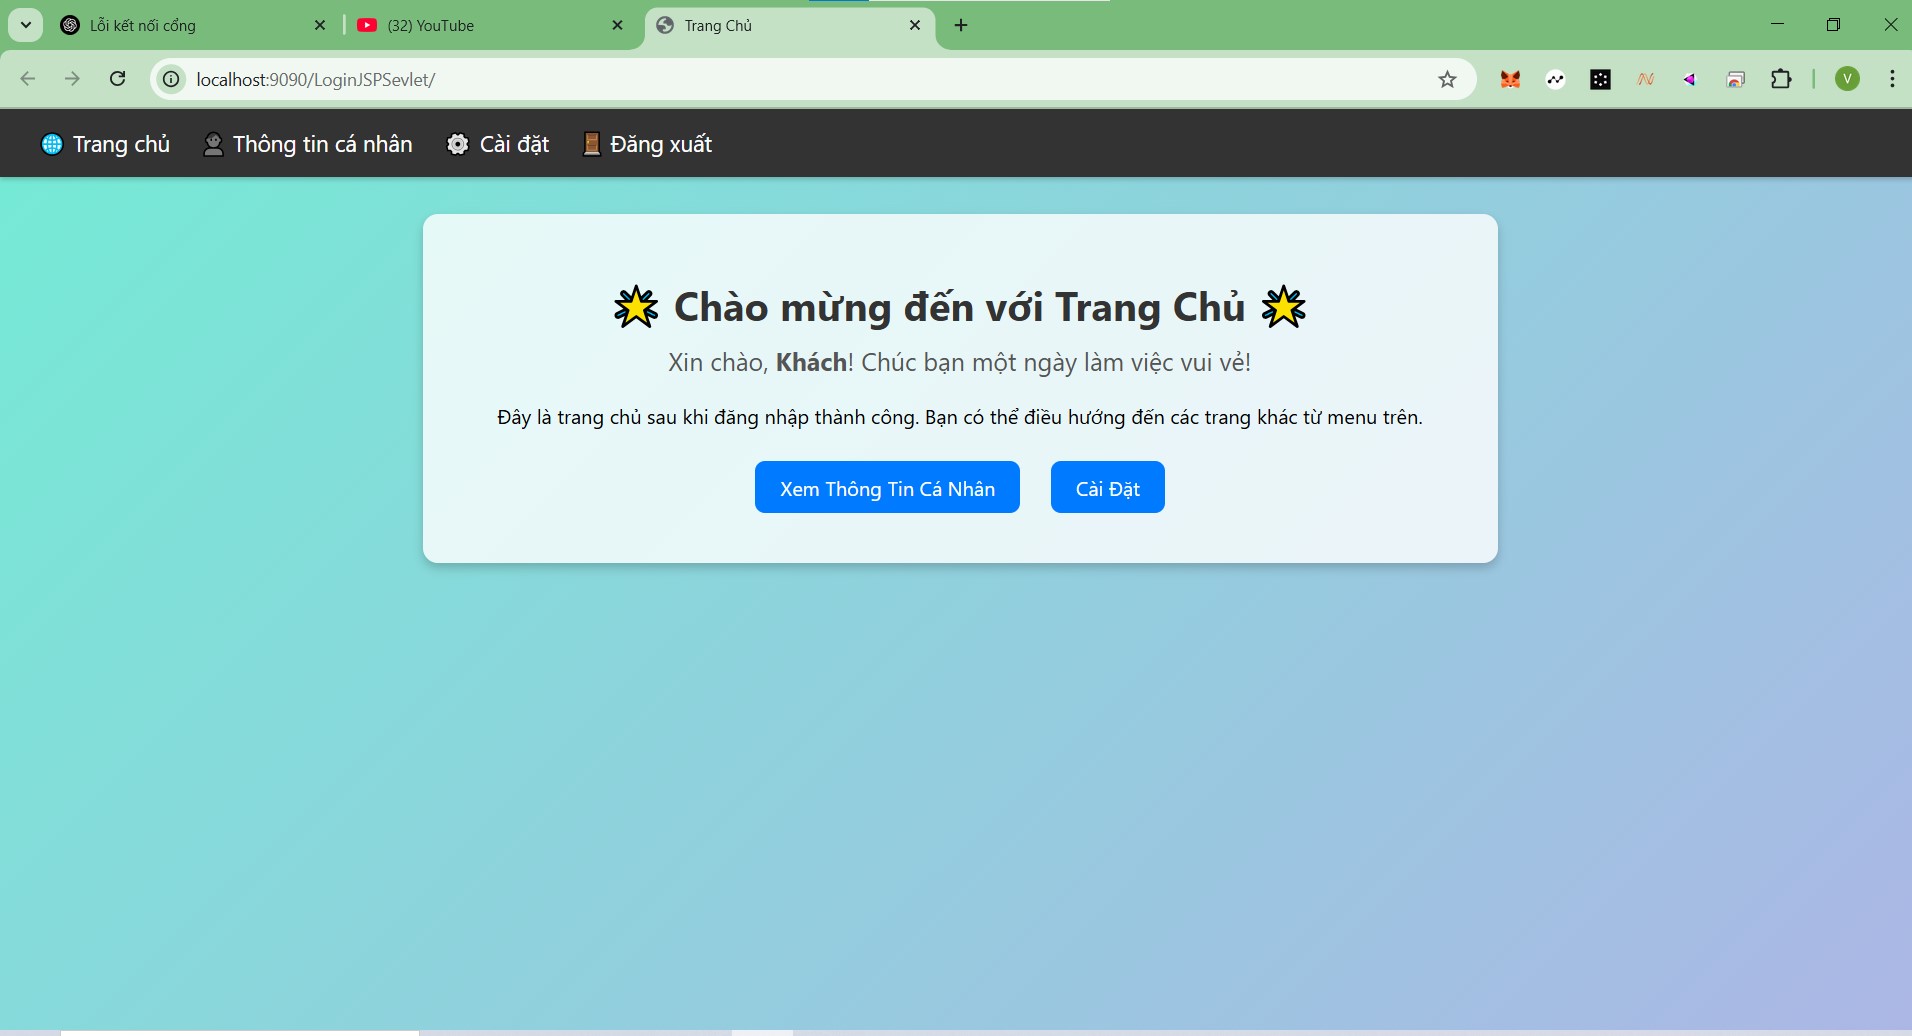 Lỗi kết nối cổng
(32) YouTube
Trang Chủ
localhost:9090/LoginJSPSevlet/
V
Trang chủ
Thông tin cá nhân
Cài đặt
Đăng xuất
Chào mừng đến với Trang Chủ
Xin chào, Khách! Chúc bạn một ngày làm việc vui vẻ!
Đây là trang chủ sau khi đăng nhập thành công. Bạn có thể điều hướng đến các trang khác từ menu trên.
Xem Thông Tin Cá Nhân
Cài Đặt